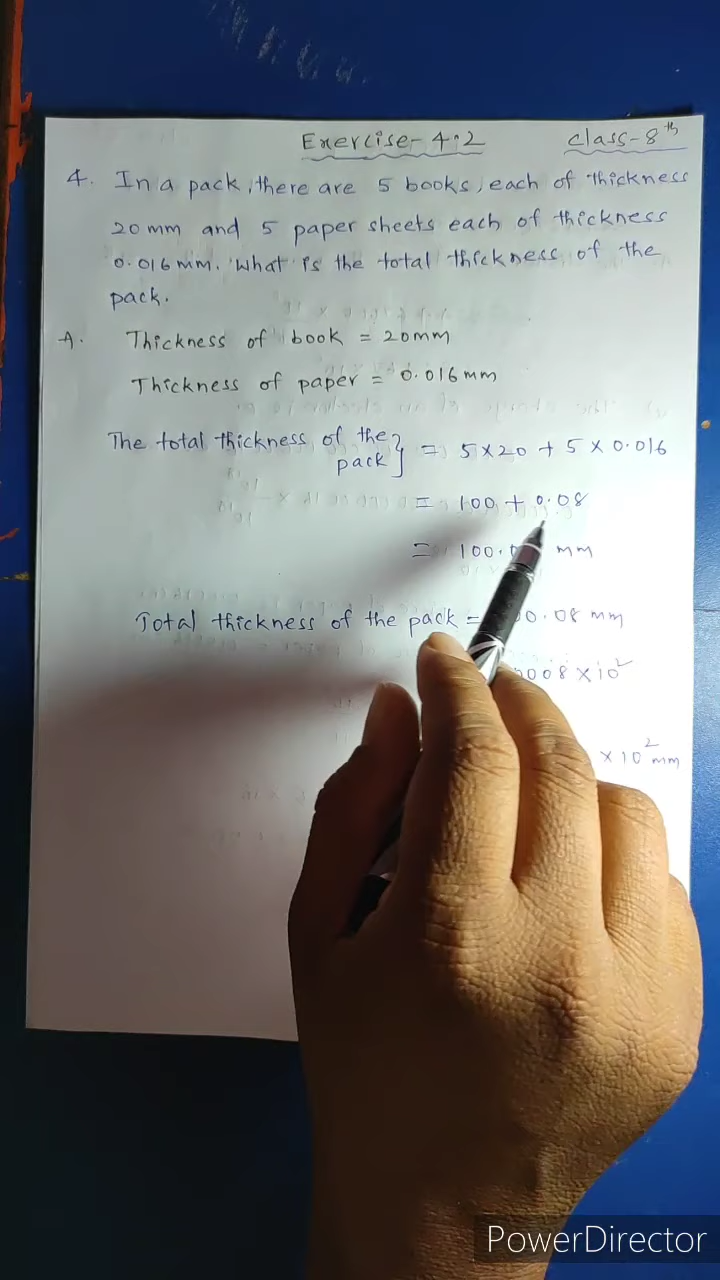 Exercise-4.2 class-8th
4. In a pack, there are 5 books, each of thickness
20 mm and 5 paper sheets each of thickness
0.016 mm. What is the total thickness of the
pack.
A. Thickness of book = 20mm
Thickness of paper = 0.016 mm
The total thickness of the
pack } = 5 × 20 + 5 × 0.016
= 100 + 0.08
= 100.0 mm
Total thickness of the pack = 00.08 mm
0008 × 10²
× 10² mm
PowerDirector